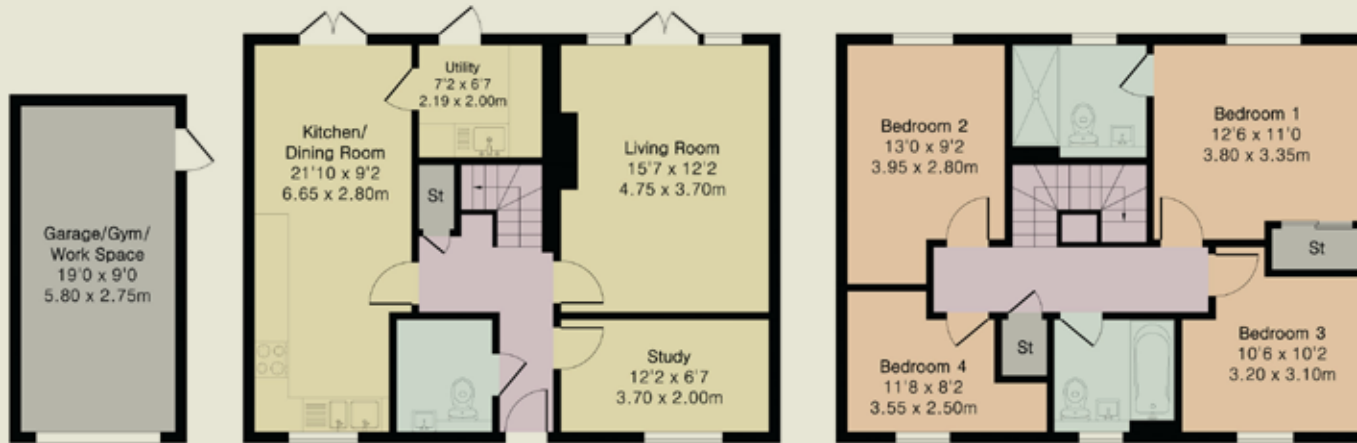 Garage/Gym/
Work Space
19'0 x 9'0
5.80 x 2.75m
Kitchen/
Dining Room
21'10 x 9'2
6.65 x 2.80m
Utility
7'2 x 6'7
2.19 x 2.00m
St
Living Room
15'7 x 12'2
4.75 x 3.70m
Study
12'2 x 6'7
3.70 x 2.00m
Bedroom 2
13'0 x 9'2
3.95 x 2.80m
Bedroom 1
12'6 x 11'0
3.80 x 3.35m
St
Bedroom 4
11'8 x 8'2
3.55 x 2.50m
St
Bedroom 3
10'6 x 10'2
3.20 x 3.10m